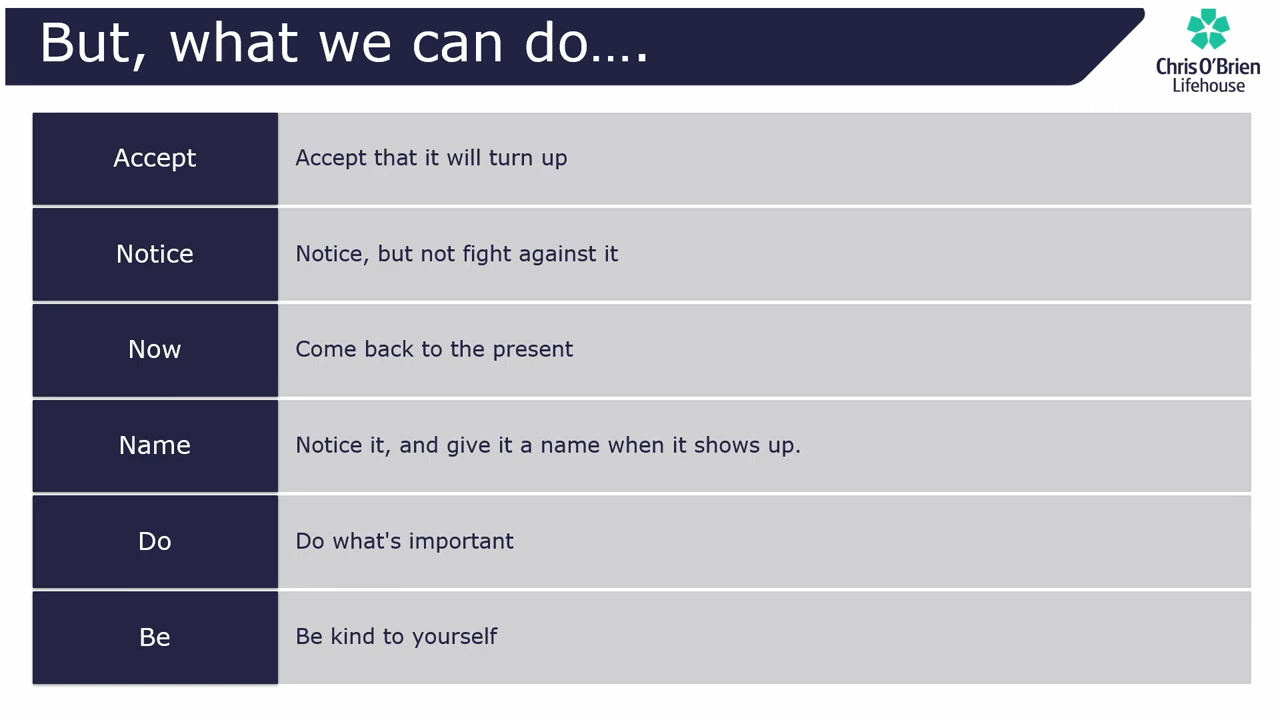 But, what we can do....
Chris O'Brien
Lifehouse
Accept
Accept that it will turn up
Notice
Notice, but not fight against it
Now
Come back to the present
Name
Notice it, and give it a name when it shows up.
Do
Do what's important
Be
Be kind to yourself